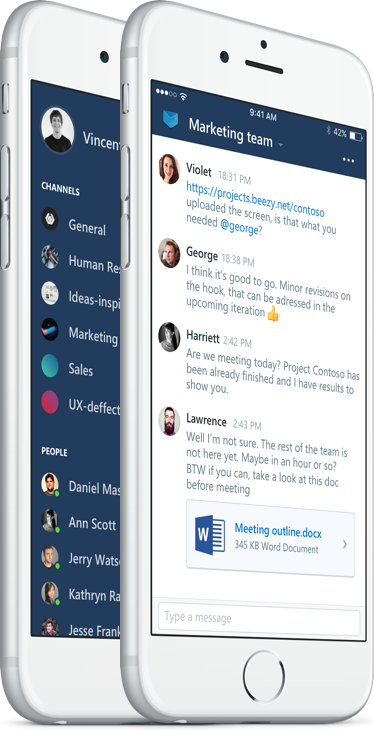 Vincen
CHANNELS
General
Human Re
Ideas-inspi
Marketing
Sales
UX-deffect
PEOPLE
Daniel Mas
Ann Scott
Jerry Watso
Kathryn Ra
Jesse Frank
9:41 AM
42%
Marketing team
Violet 18:31 PM
https://projects.beezy.net/contoso
uploaded the screen, is that what you
needed @george?
George 18:38 PM
I think it's good to go. Minor revisions on
the hook, that can be adressed in the
upcoming iteration 👍
Harriett 2:42 PM
Are we meeting today? Project Contoso has
been already finished and I have results to
show you.
Lawrence 2:43 PM
Well I'm not sure. The rest of the team is
not here yet. Maybe in an hour or so?
BTW if you can, take a look at this doc
before meeting
W
Meeting outline.docx
345 KB Word Document
Type a message